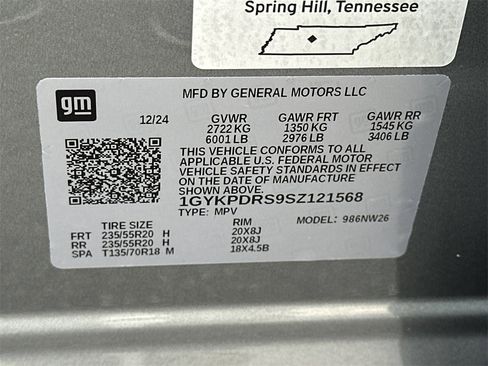 Spring Hill, Tennessee
gm
MFD BY GENERAL MOTORS LLC
12/24 GVWR GAWR FRT GAWR RR
2722 KG 1350 KG 1545 KG
6001 LB 2976 LB 3406 LB
THIS VEHICLE CONFORMS TO ALL
APPLICABLE U.S. FEDERAL MOTOR
VEHICLE SAFETY STANDARDS IN EFFECT
ON THE DATE OF MANUFACTURE
SHOWN ABOVE.
1GYKPDRS9SZ121568
TYPE: MPV MODEL: 986NW26
TIRE SIZE RIM
FRT 235/55R20 H 20X8J
RR 235/55R20 H 20X8J
SPA T135/70R18 M 18X4.5B